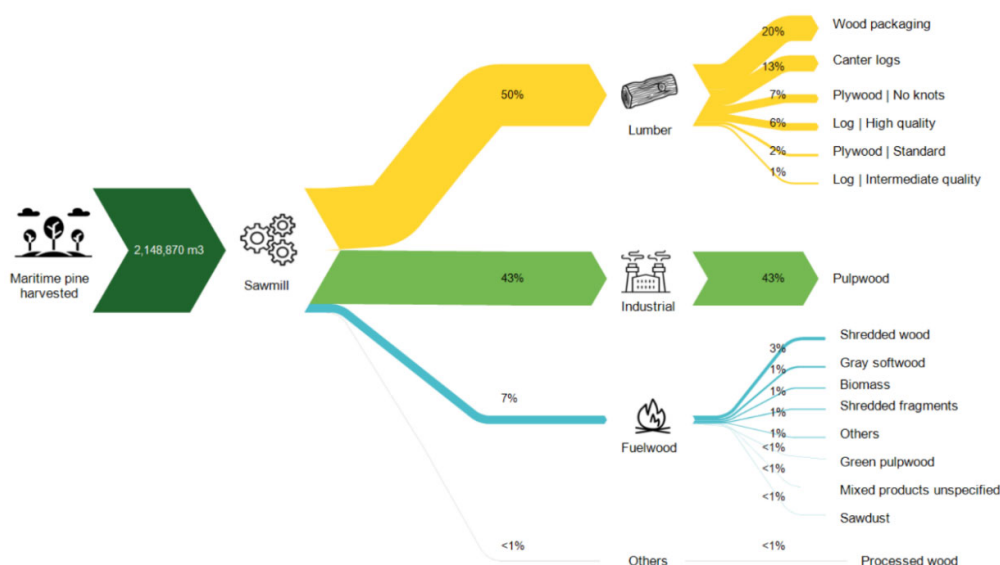 Maritime pine
harvested
2,148,870 m3
Sawmill
50%
Lumber
20%
Wood packaging
13%
Canter logs
7%
Plywood | No knots
6%
Log | High quality
2%
Plywood | Standard
1%
Log | Intermediate quality
43%
Industrial
43%
Pulpwood
7%
Fuelwood
3%
Shredded wood
1%
Gray softwood
1%
Biomass
1%
Shredded fragments
1%
Others
<1%
Green pulpwood
<1%
Mixed products unspecified
<1%
Sawdust
<1%
Others
<1%
Processed wood